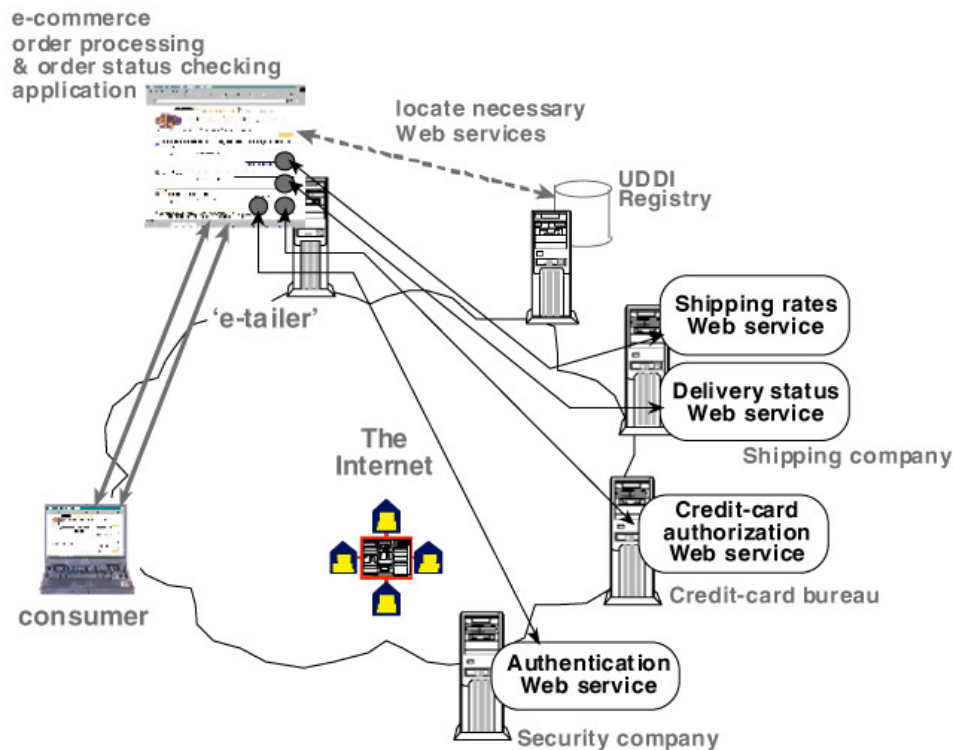 e-commerce
order processing
& order status checking
application
locate necessary
Web services
UDDI
Registry
'e-tailer'
Shipping rates
Web service
Delivery status
Web service
Shipping company
The
Internet
Credit-card
authorization
Web service
Credit-card bureau
consumer
Authentication
Web service
Security company